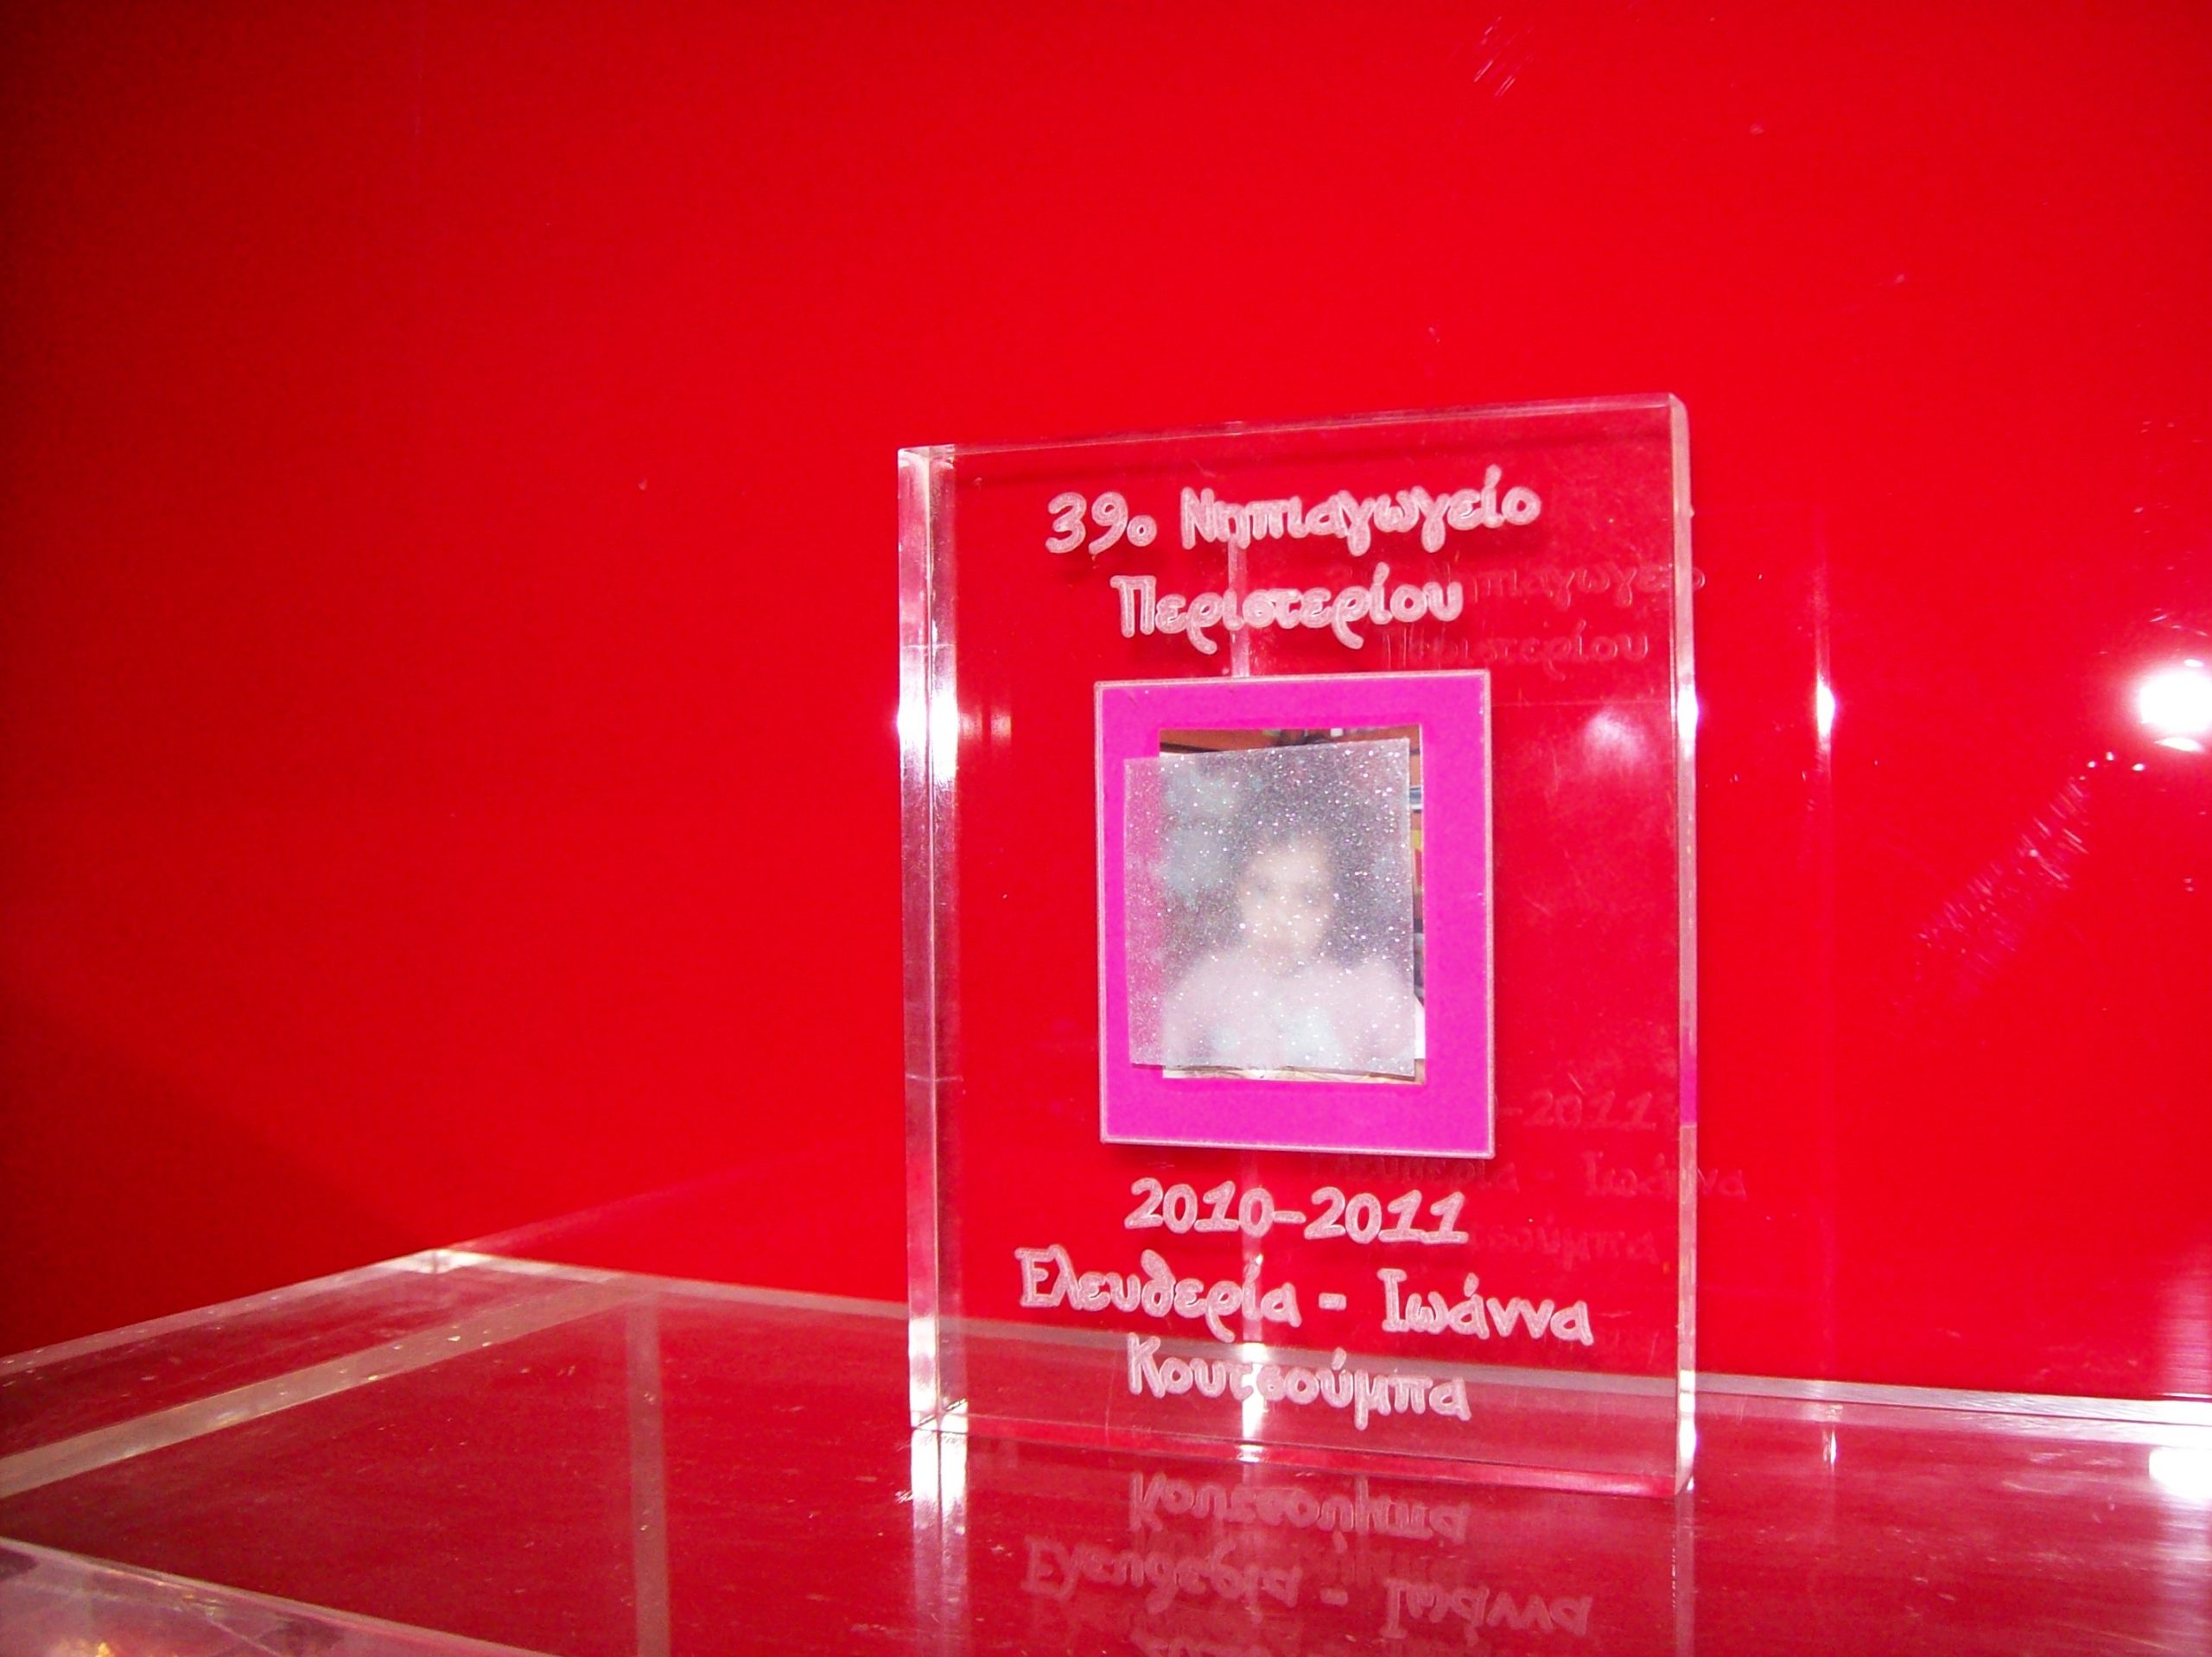 39ο Νηπιαγωγείο
Περιστερίου
2010-2011
Ελευθερία - Ιωάννα
Κουτσούμπα